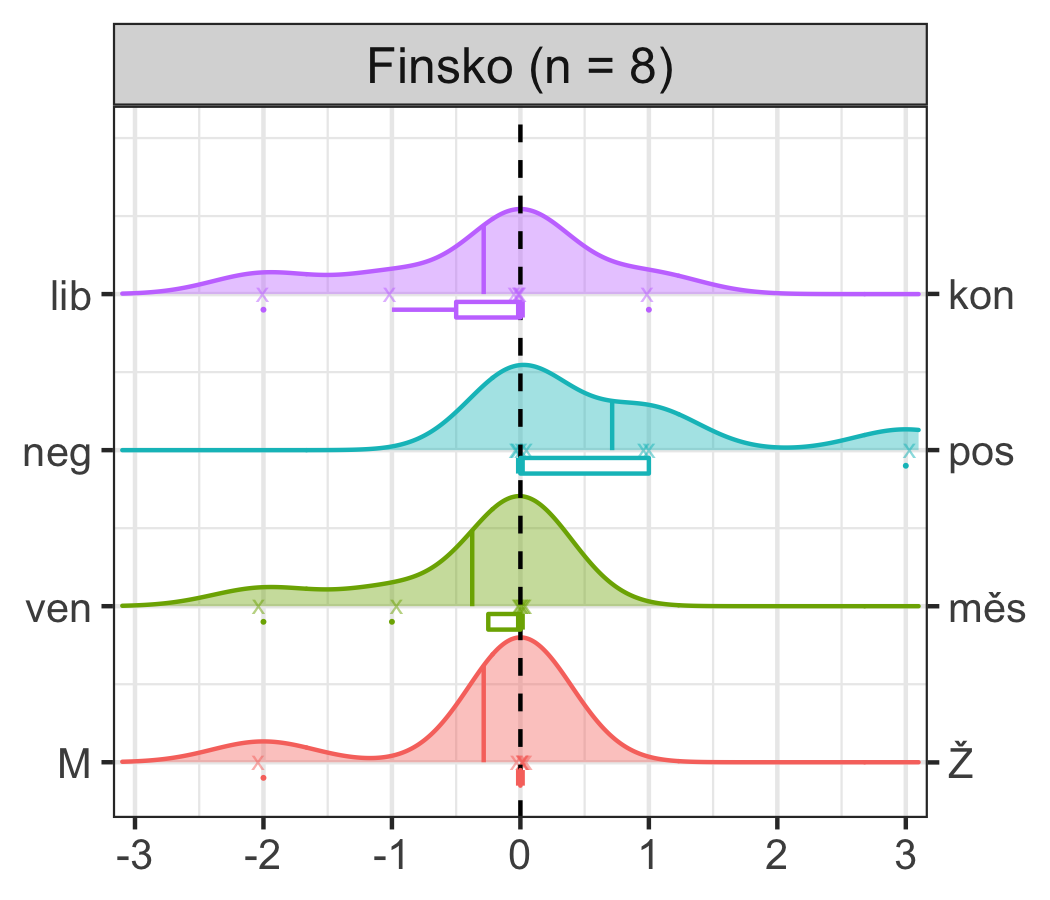 Finsko (n = 8)
lib kon
neg pos
ven měs
M Ž
-3 -2 -1 0 1 2 3